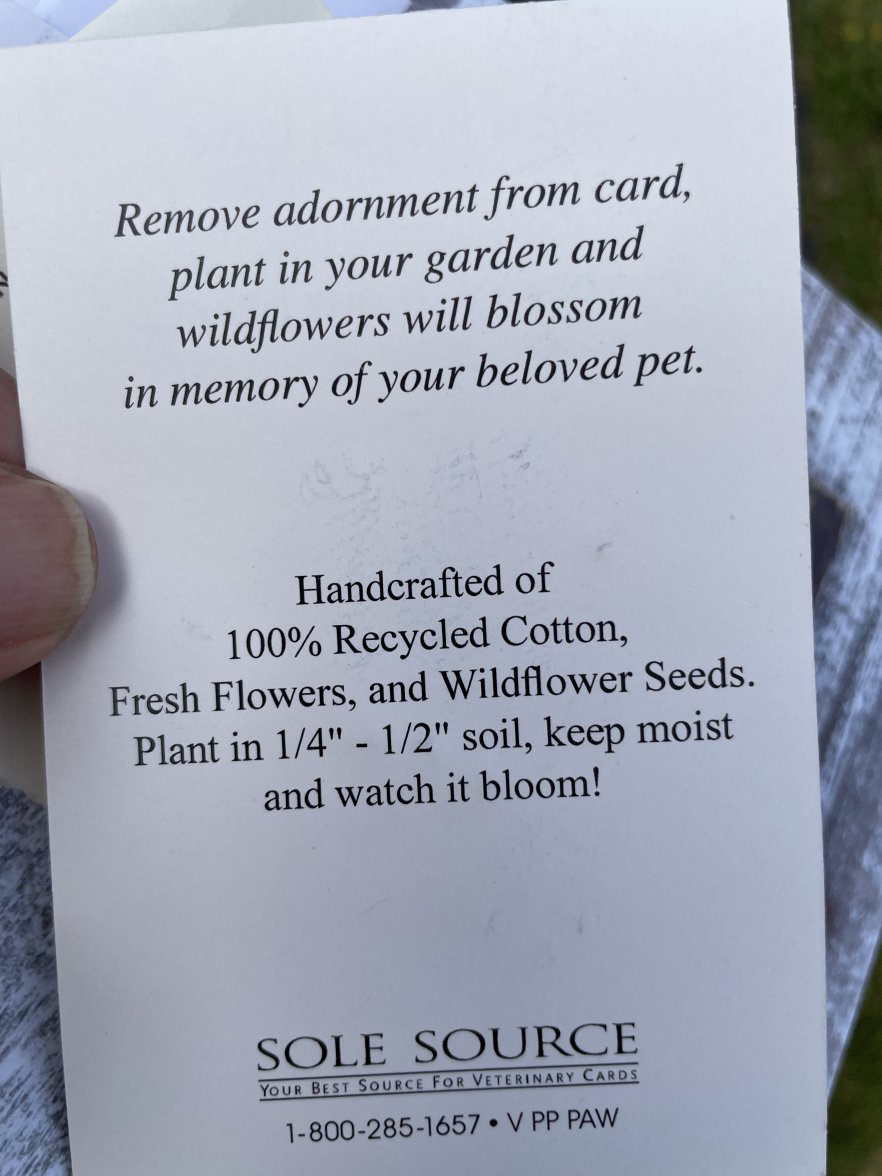 Remove adornment from card,
plant in your garden and
wildflowers will blossom
in memory of your beloved pet.
Handcrafted of
100% Recycled Cotton,
Fresh Flowers, and Wildflower Seeds.
Plant in 1/4" - 1/2" soil, keep moist
and watch it bloom!
SOLE SOURCE
YOUR BEST SOURCE FOR VETERINARY CARDS
1-800-285-1657 • V PP PAW